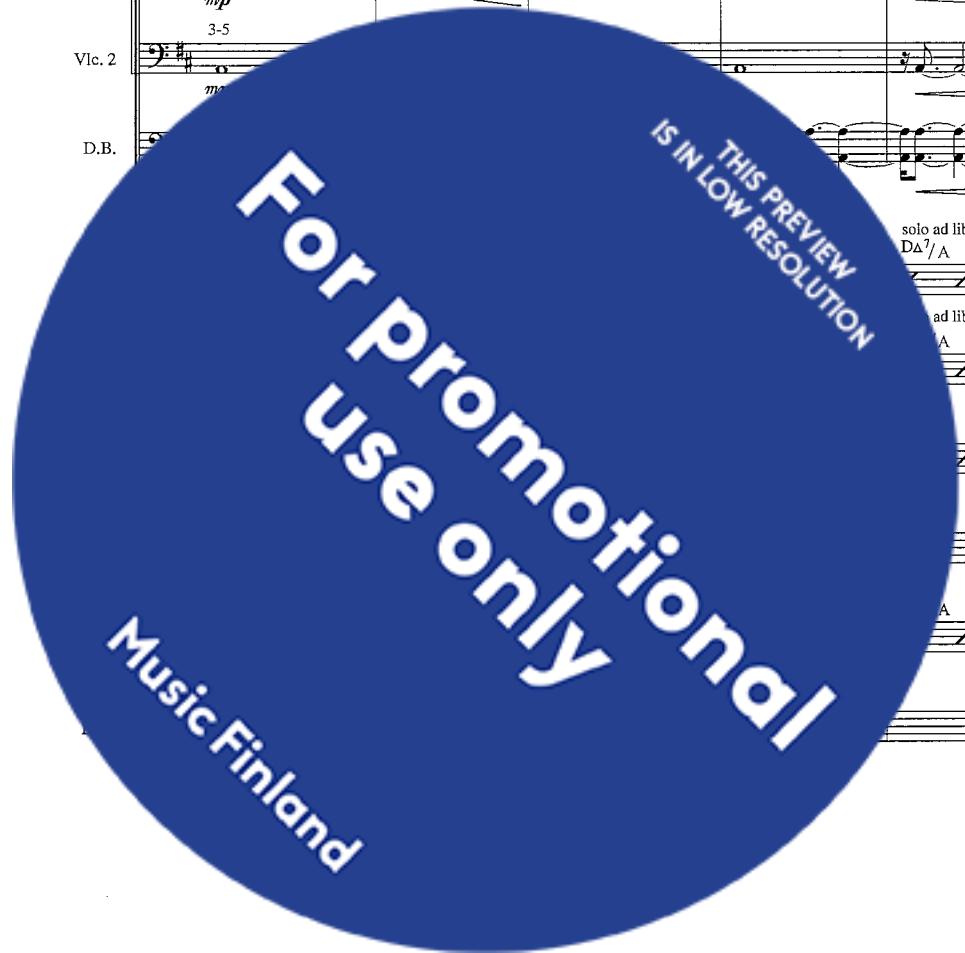 mp
3-5
Vlc. 2
D.B.
THIS PREVIEW
IS IN LOW RESOLUTION
solo ad lib
D∆7/A
ad lib
A
For promotional
use only
A
Music Finland